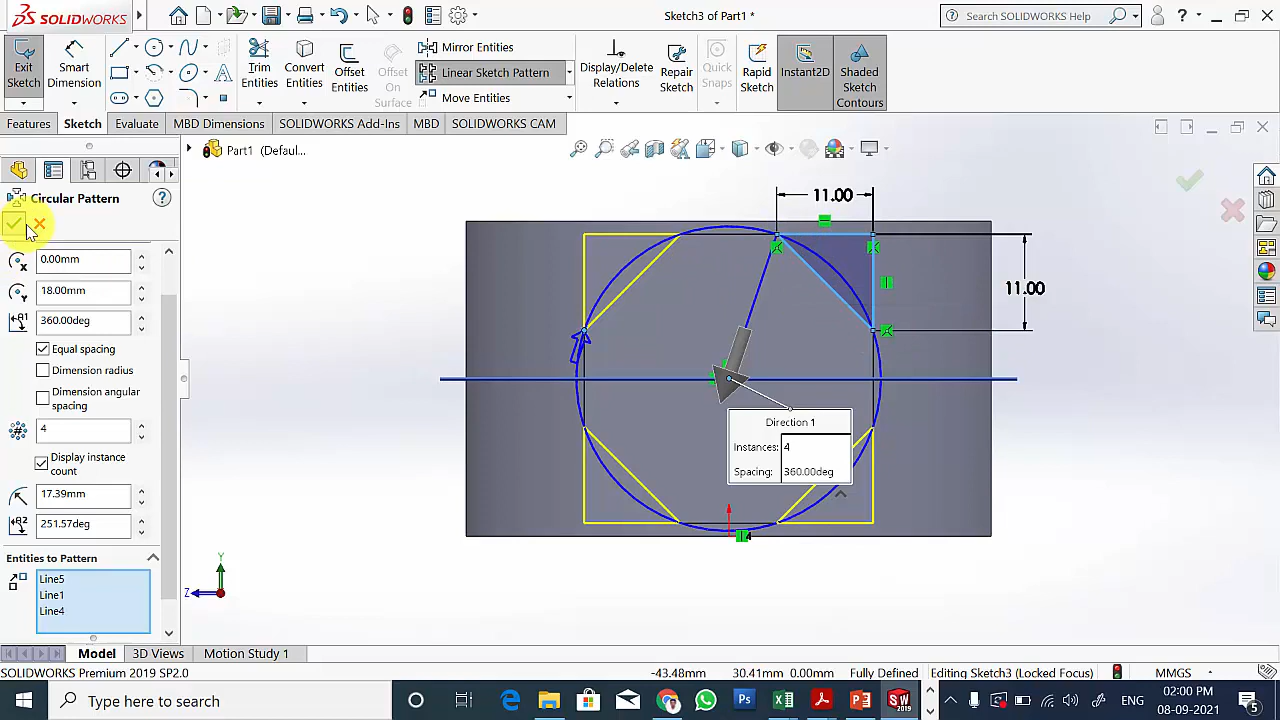 SOLIDWORKS
Sketch3 of Part1 *
Search SOLIDWORKS Help
Exit Sketch
Smart Dimension
Trim Entities
Convert Entities
Offset Entities
Offset On Surface
Mirror Entities
Linear Sketch Pattern
Move Entities
Display/Delete Relations
Repair Sketch
Quick Snaps
Rapid Sketch
Instant2D
Shaded Sketch Contours
Features
Sketch
Evaluate
MBD Dimensions
SOLIDWORKS Add-Ins
MBD
SOLIDWORKS CAM
Part1 (Defaul...
Circular Pattern
0.00mm
18.00mm
360.00deg
Equal spacing
Dimension radius
Dimension angular
spacing
4
Display instance
count
17.39mm
251.57deg
Entities to Pattern
Line5
Line1
Line4
11.00
11.00
Direction 1
Instances: 4
Spacing: 360.00deg
4
Y
Z
Model
3D Views
Motion Study 1
SOLIDWORKS Premium 2019 SP2.0
-43.48mm
30.41mm
0.00mm
Fully Defined
Editing Sketch3 (Locked Focus)
MMGS
Type here to search
ENG
02:00 PM
08-09-2021
5